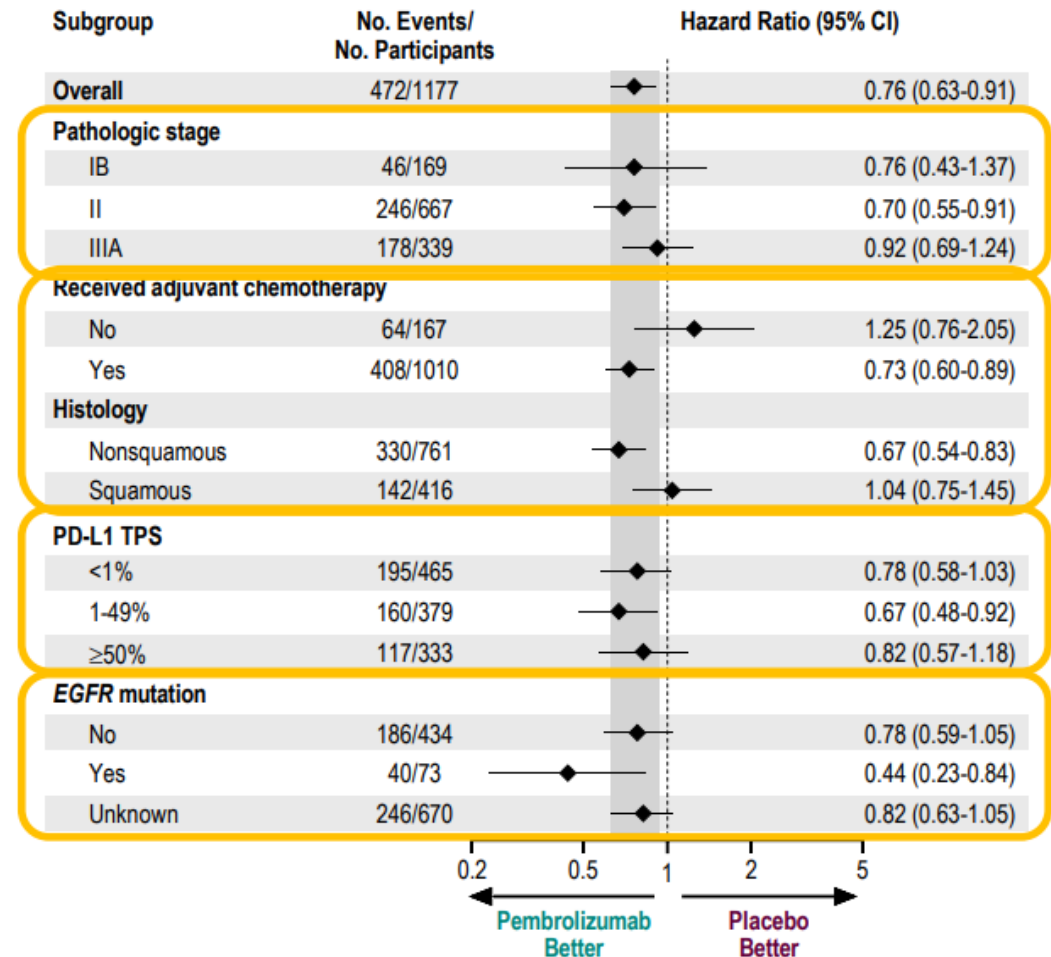 Subgroup No. Events/ Hazard Ratio (95% CI)
No. Participants
Overall 472/1177 0.76 (0.63-0.91)
Pathologic stage
IB 46/169 0.76 (0.43-1.37)
II 246/667 0.70 (0.55-0.91)
IIIA 178/339 0.92 (0.69-1.24)
Received adjuvant chemotherapy
No 64/167 1.25 (0.76-2.05)
Yes 408/1010 0.73 (0.60-0.89)
Histology
Nonsquamous 330/761 0.67 (0.54-0.83)
Squamous 142/416 1.04 (0.75-1.45)
PD-L1 TPS
<1% 195/465 0.78 (0.58-1.03)
1-49% 160/379 0.67 (0.48-0.92)
≥50% 117/333 0.82 (0.57-1.18)
EGFR mutation
No 186/434 0.78 (0.59-1.05)
Yes 40/73 0.44 (0.23-0.84)
Unknown 246/670 0.82 (0.63-1.05)
0.2 0.5 1 2 5
Pembrolizumab Placebo
Better Better